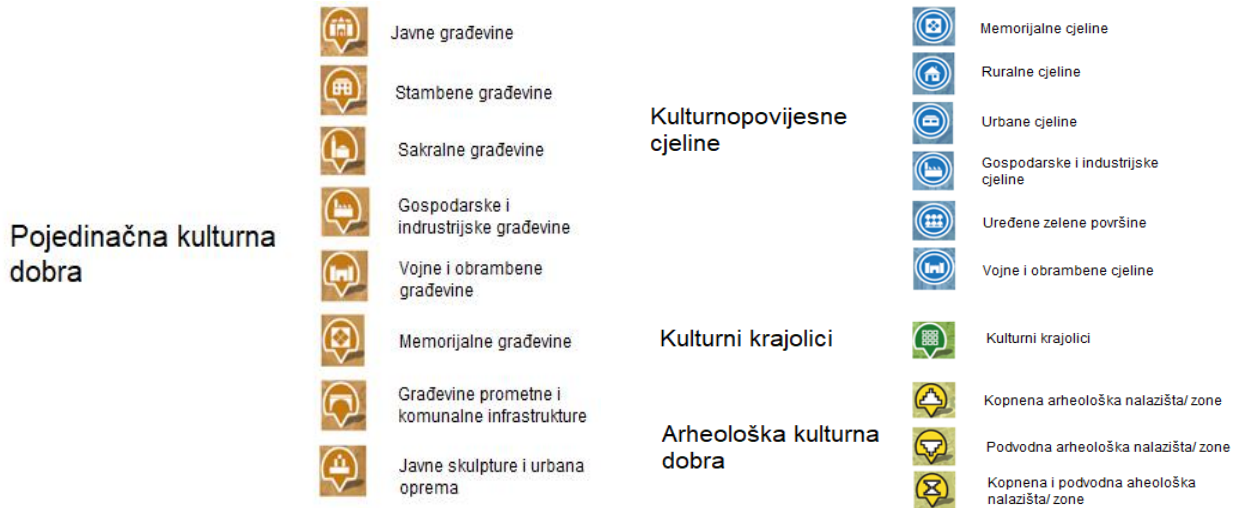 Pojedinačna kulturna
dobra
Javne građevine
Stambene građevine
Sakralne građevine
Gospodarske i
indrustrijske građevine
Vojne i obrambene
građevine
Memorijalne građevine
Građevine prometne i
komunalne infrastrukture
Javne skulpture i urbana
oprema
Kulturnopovijesne
cjeline
Memorijalne cjeline
Ruralne cjeline
Urbane cjeline
Gospodarske i industrijske
cjeline
Uređene zelene površine
Vojne i obrambene cjeline
Kulturni krajolici
Kulturni krajolici
Arheološka kulturna
dobra
Kopnena arheološka nalazišta/ zone
Podvodna arheološka nalazišta/ zone
Kopnena i podvodna aheološka
nalazišta/ zone